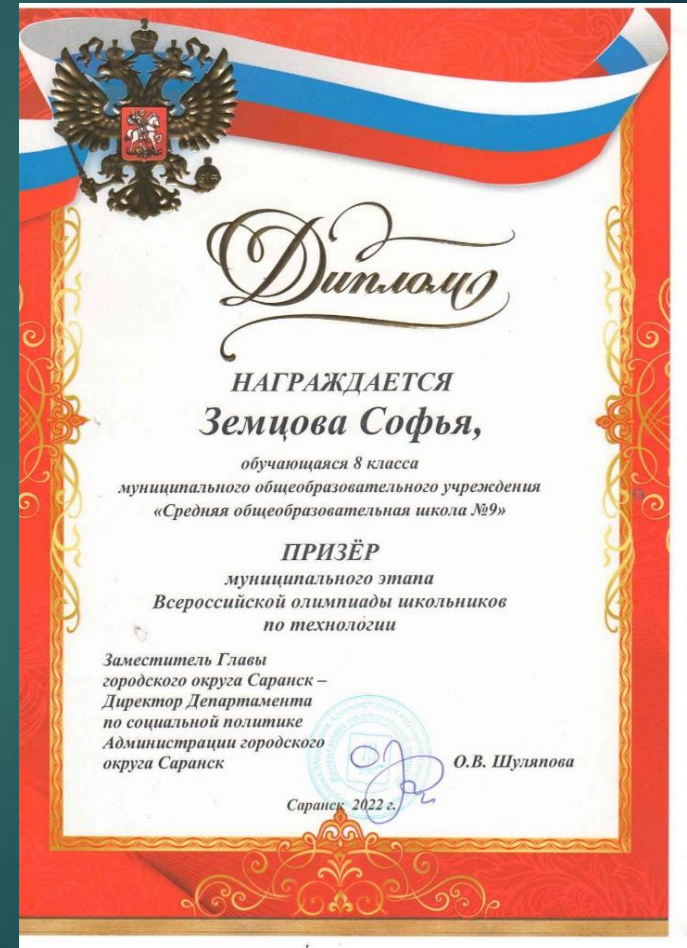 Диплом
НАГРАЖДАЕТСЯ
Земцова Софья,
обучающаяся 8 класса
муниципального общеобразовательного учреждения
«Средняя общеобразовательная школа №9»
ПРИЗЁР
муниципального этапа
Всероссийской олимпиады школьников
по технологии
Заместитель Главы
городского округа Саранск –
Директор Департамента
по социальной политике
Администрации городского
округа Саранск
О.В. Шуляпова
Саранск 2022 г.